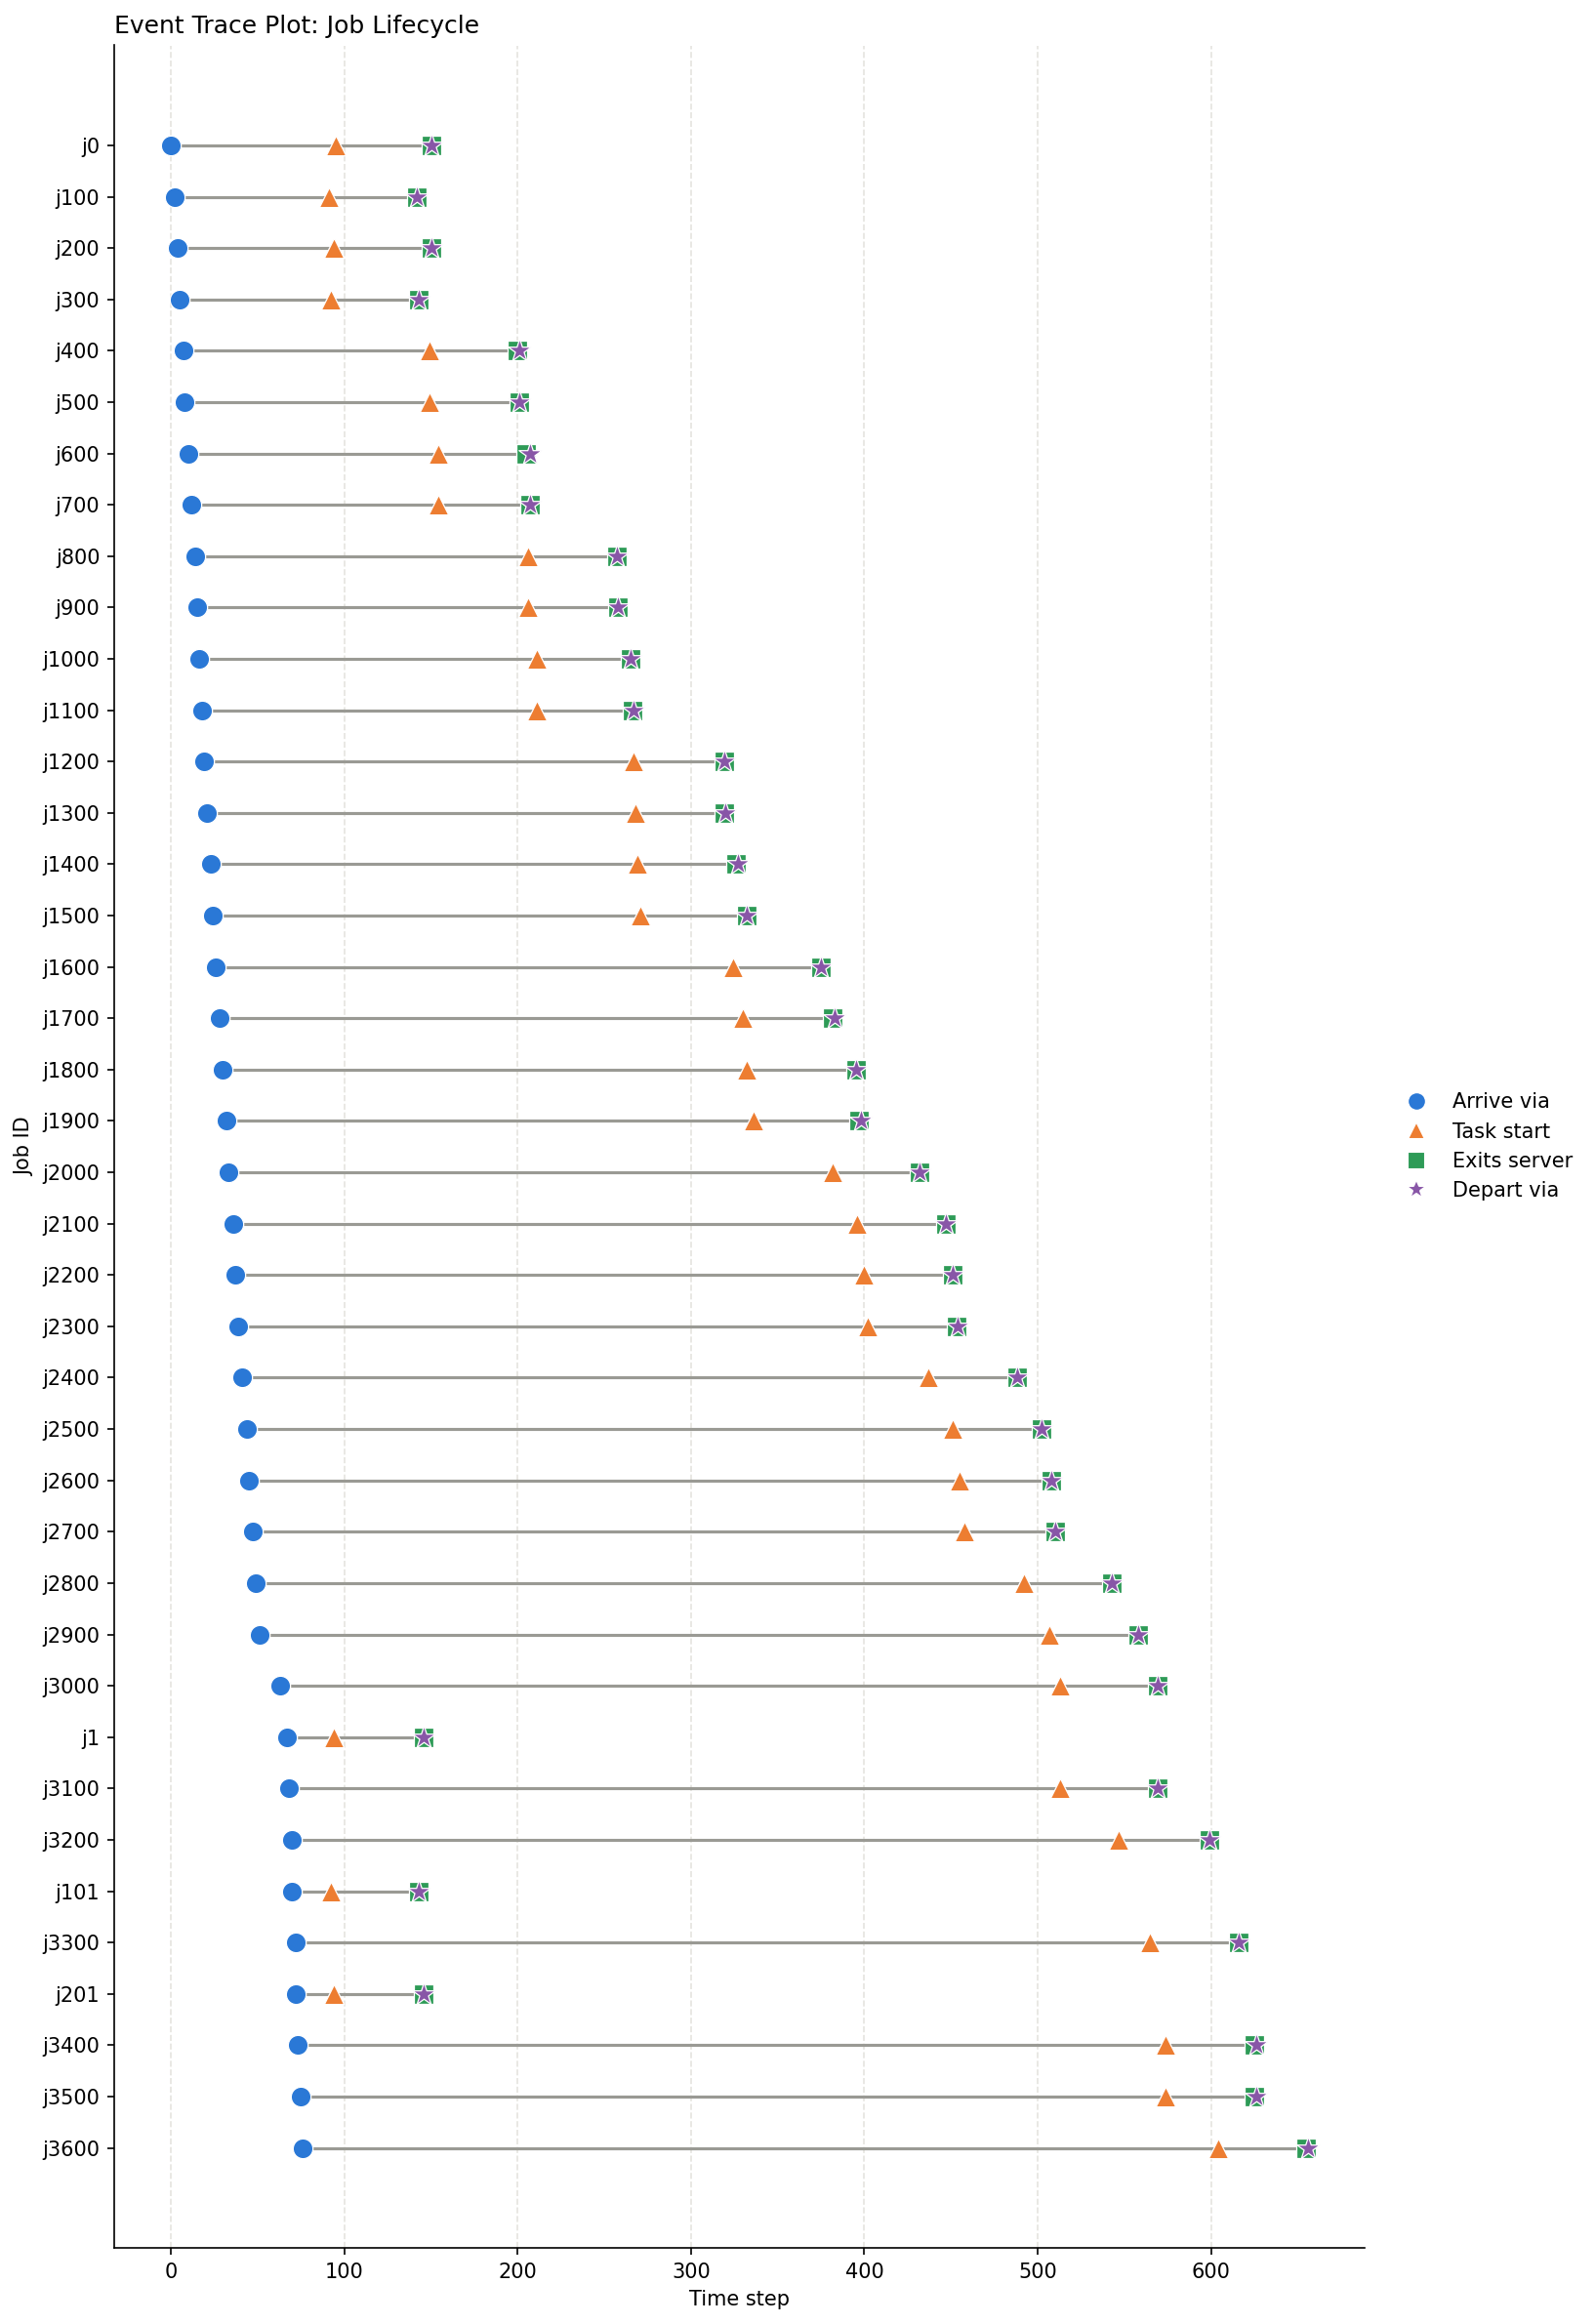 Event Trace Plot: Job Lifecycle
j0
j100
j200
j300
j400
j500
j600
j700
j800
j900
j1000
j1100
j1200
j1300
j1400
j1500
j1600
j1700
j1800
j1900
j2000
j2100
j2200
j2300
j2400
j2500
j2600
j2700
j2800
j2900
j3000
j1
j3100
j3200
j101
j3300
j201
j3400
j3500
j3600
Job ID
Arrive via
Task start
Exits server
Depart via
0 100 200 300 400 500 600
Time step